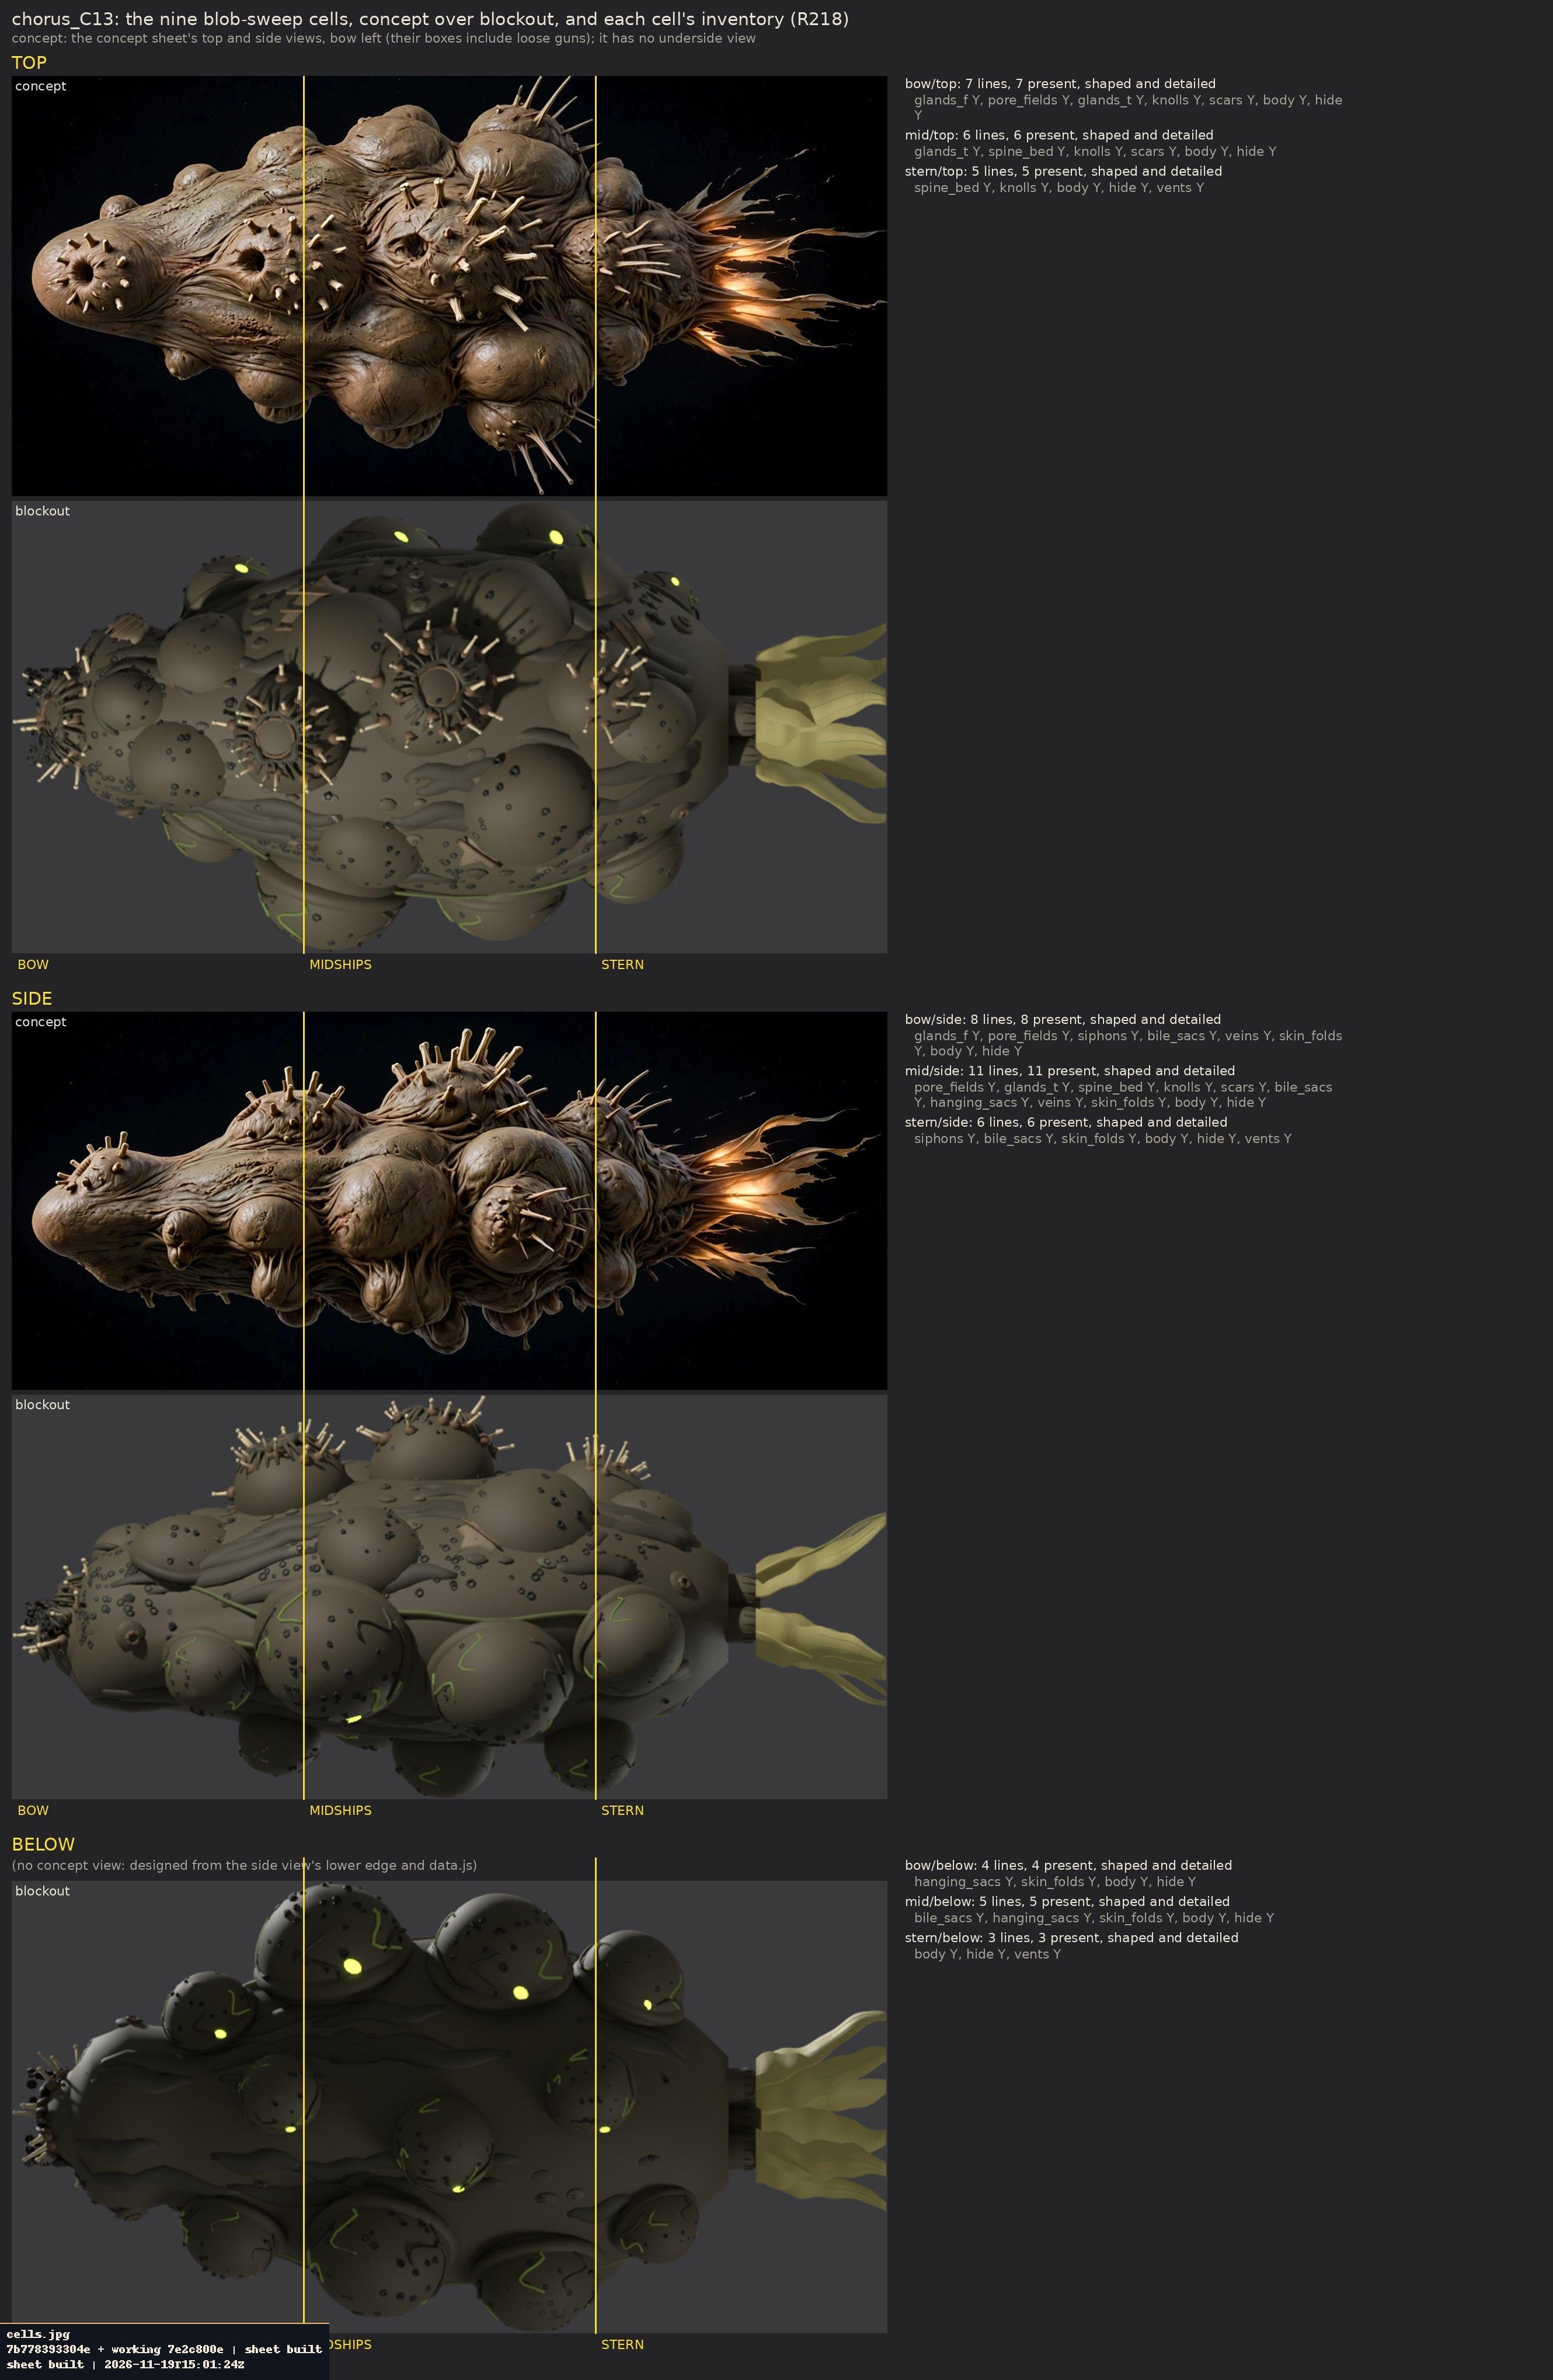 chorus_C13: the nine blob-sweep cells, concept over blockout, and each cell's inventory (R218)
concept: the concept sheet's top and side views, bow left (their boxes include loose guns); it has no underside view
TOP
concept
bow/top: 7 lines, 7 present, shaped and detailed
glands_f Y, pore_fields Y, glands_t Y, knolls Y, scars Y, body Y, hide
Y
mid/top: 6 lines, 6 present, shaped and detailed
glands_t Y, spine_bed Y, knolls Y, scars Y, body Y, hide Y
stern/top: 5 lines, 5 present, shaped and detailed
spine_bed Y, knolls Y, body Y, hide Y, vents Y
blockout
BOW
MIDSHIPS
STERN
SIDE
concept
bow/side: 8 lines, 8 present, shaped and detailed
glands_f Y, pore_fields Y, siphons Y, bile_sacs Y, veins Y, skin_folds
Y, body Y, hide Y
mid/side: 11 lines, 11 present, shaped and detailed
pore_fields Y, glands_t Y, spine_bed Y, knolls Y, scars Y, bile_sacs
Y, hanging_sacs Y, veins Y, skin_folds Y, body Y, hide Y
stern/side: 6 lines, 6 present, shaped and detailed
siphons Y, bile_sacs Y, skin_folds Y, body Y, hide Y, vents Y
blockout
BOW
MIDSHIPS
STERN
BELOW
(no concept view: designed from the side view's lower edge and data.js)
blockout
bow/below: 4 lines, 4 present, shaped and detailed
hanging_sacs Y, skin_folds Y, body Y, hide Y
mid/below: 5 lines, 5 present, shaped and detailed
bile_sacs Y, hanging_sacs Y, skin_folds Y, body Y, hide Y
stern/below: 3 lines, 3 present, shaped and detailed
body Y, hide Y, vents Y
DSHIPS
STERN
cells.jpg
7b778393304e + working 7e2c800e | sheet built
sheet built | 2026-11-19T15:01:24Z